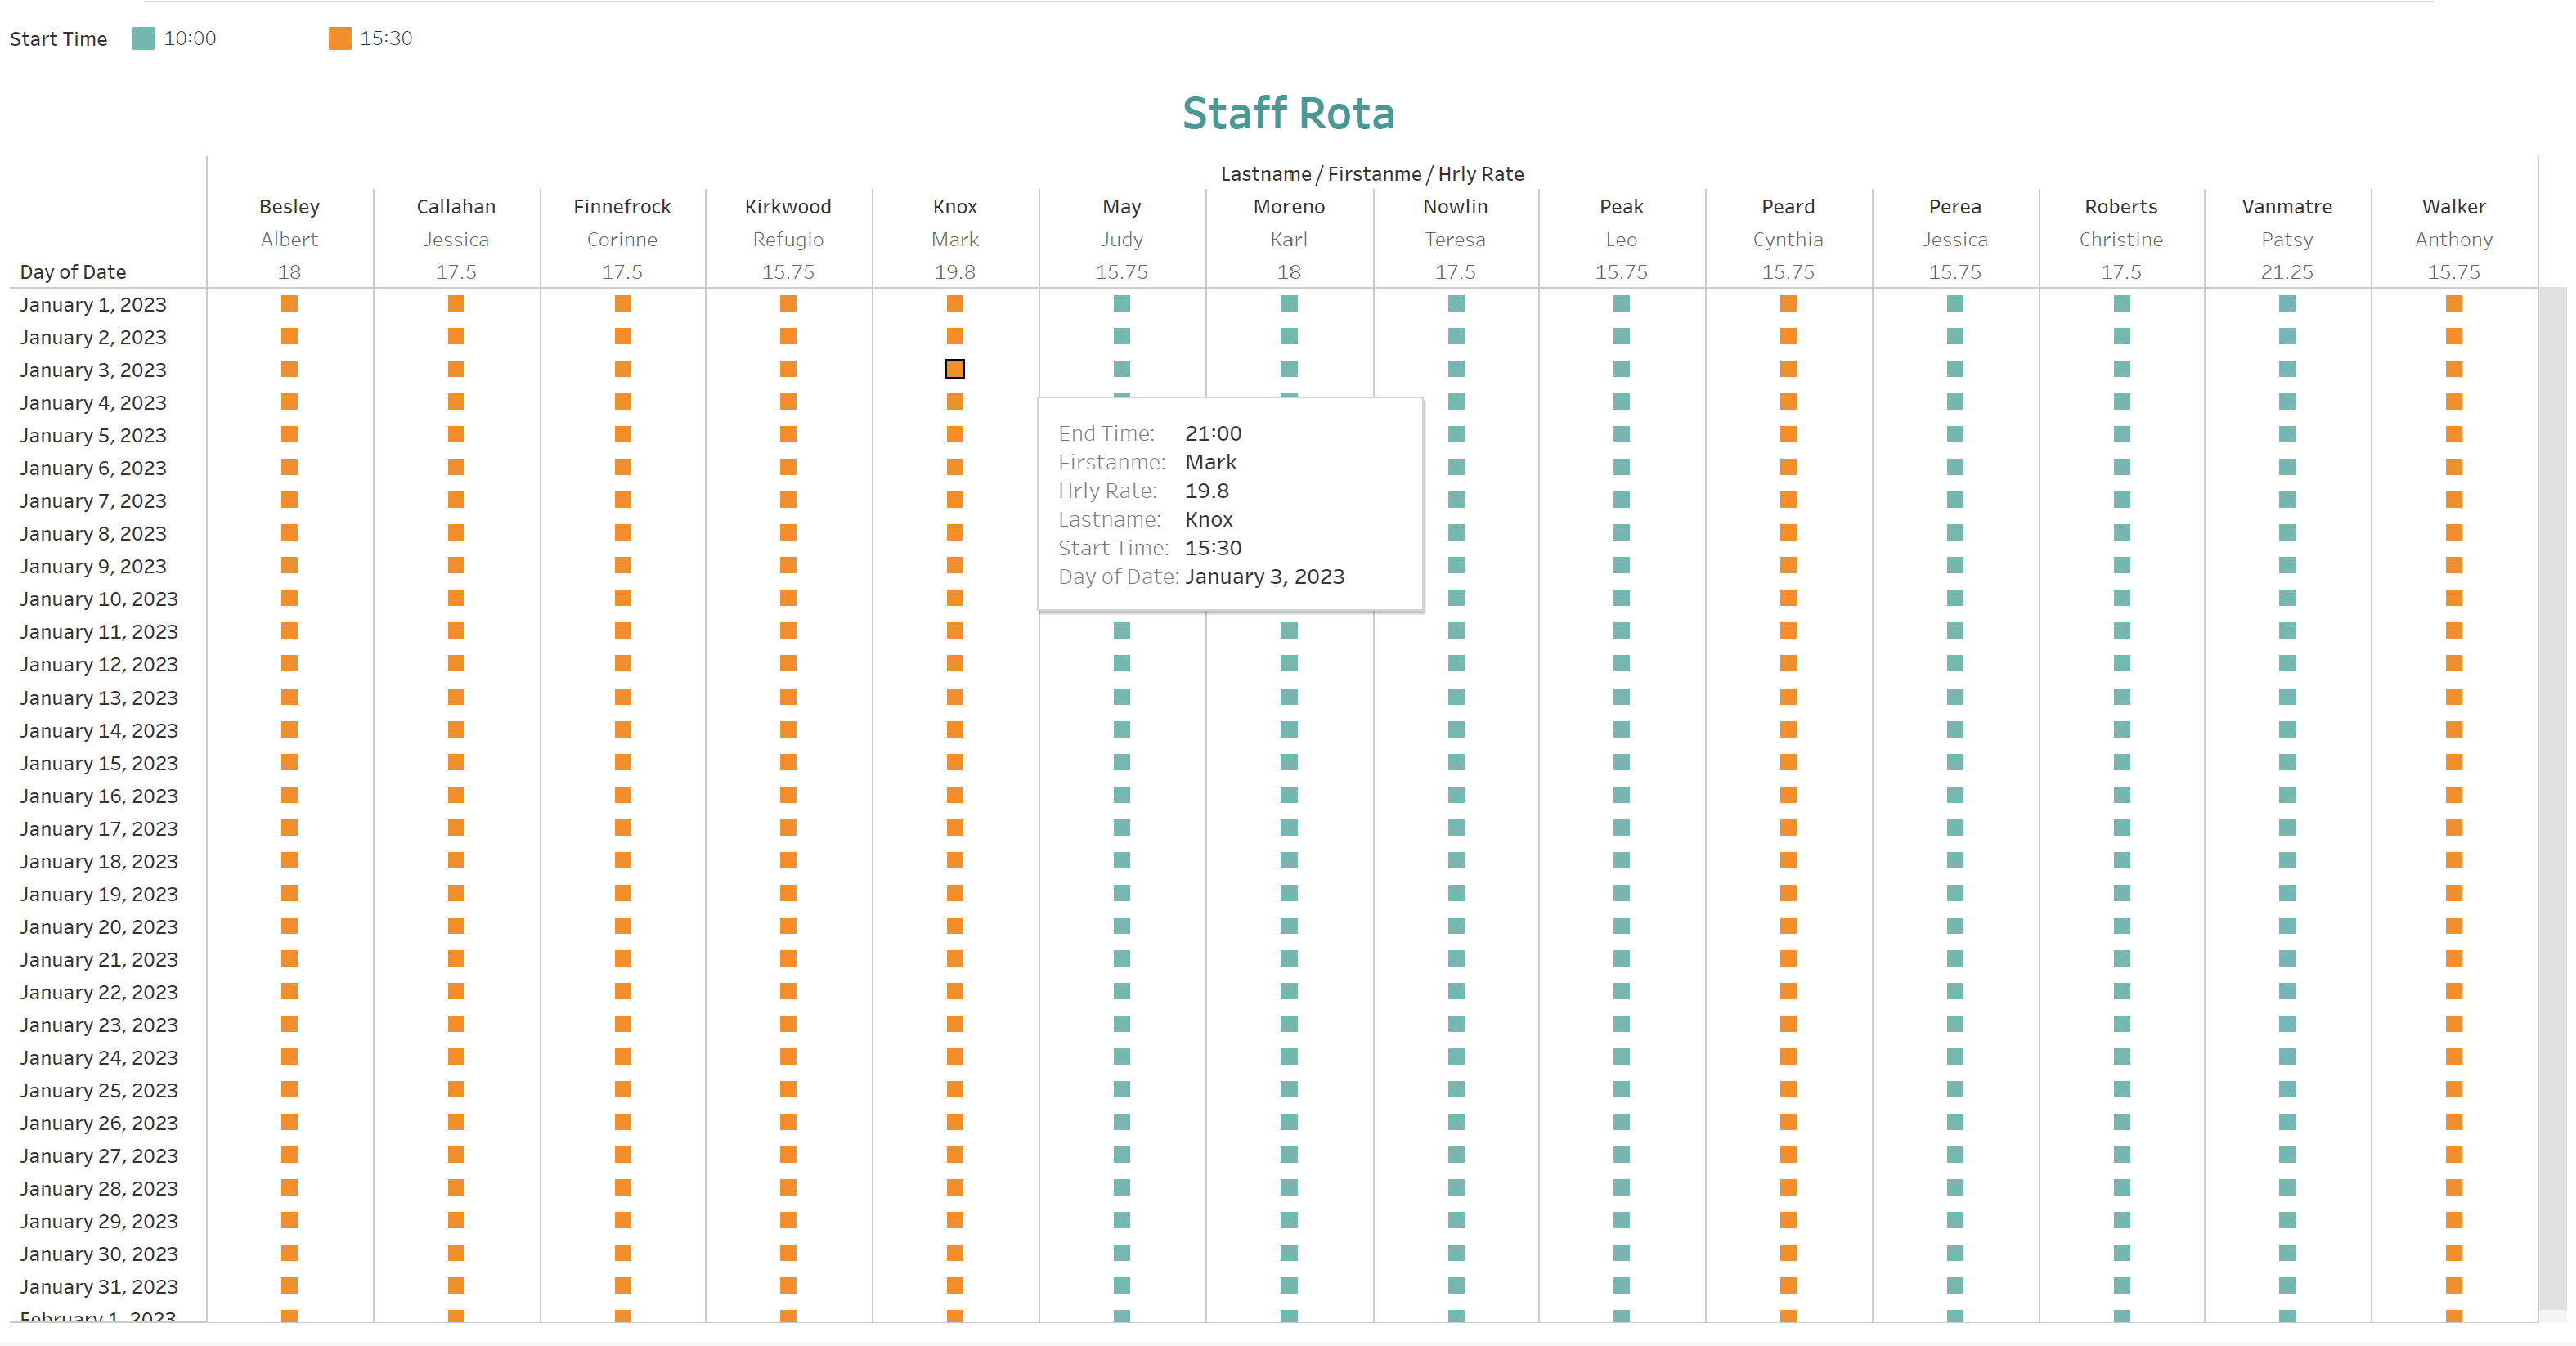 Start Time 10:00 15:30
Staff Rota
Lastname / Firstanme / Hrly Rate
Besley Callahan Finnefrock Kirkwood Knox May Moreno Nowlin Peak Peard Perea Roberts Vanmatre Walker
Albert Jessica Corinne Refugio Mark Judy Karl Teresa Leo Cynthia Jessica Christine Patsy Anthony
Day of Date 18 17.5 17.5 15.75 19.8 15.75 18 17.5 15.75 15.75 15.75 17.5 21.25 15.75
January 1, 2023
January 2, 2023
January 3, 2023
January 4, 2023
January 5, 2023
January 6, 2023
January 7, 2023
January 8, 2023
January 9, 2023
January 10, 2023
January 11, 2023
January 12, 2023
January 13, 2023
January 14, 2023
January 15, 2023
January 16, 2023
January 17, 2023
January 18, 2023
January 19, 2023
January 20, 2023
January 21, 2023
January 22, 2023
January 23, 2023
January 24, 2023
January 25, 2023
January 26, 2023
January 27, 2023
January 28, 2023
January 29, 2023
January 30, 2023
January 31, 2023
February 1, 2023
End Time: 21:00
Firstanme: Mark
Hrly Rate: 19.8
Lastname: Knox
Start Time: 15:30
Day of Date: January 3, 2023